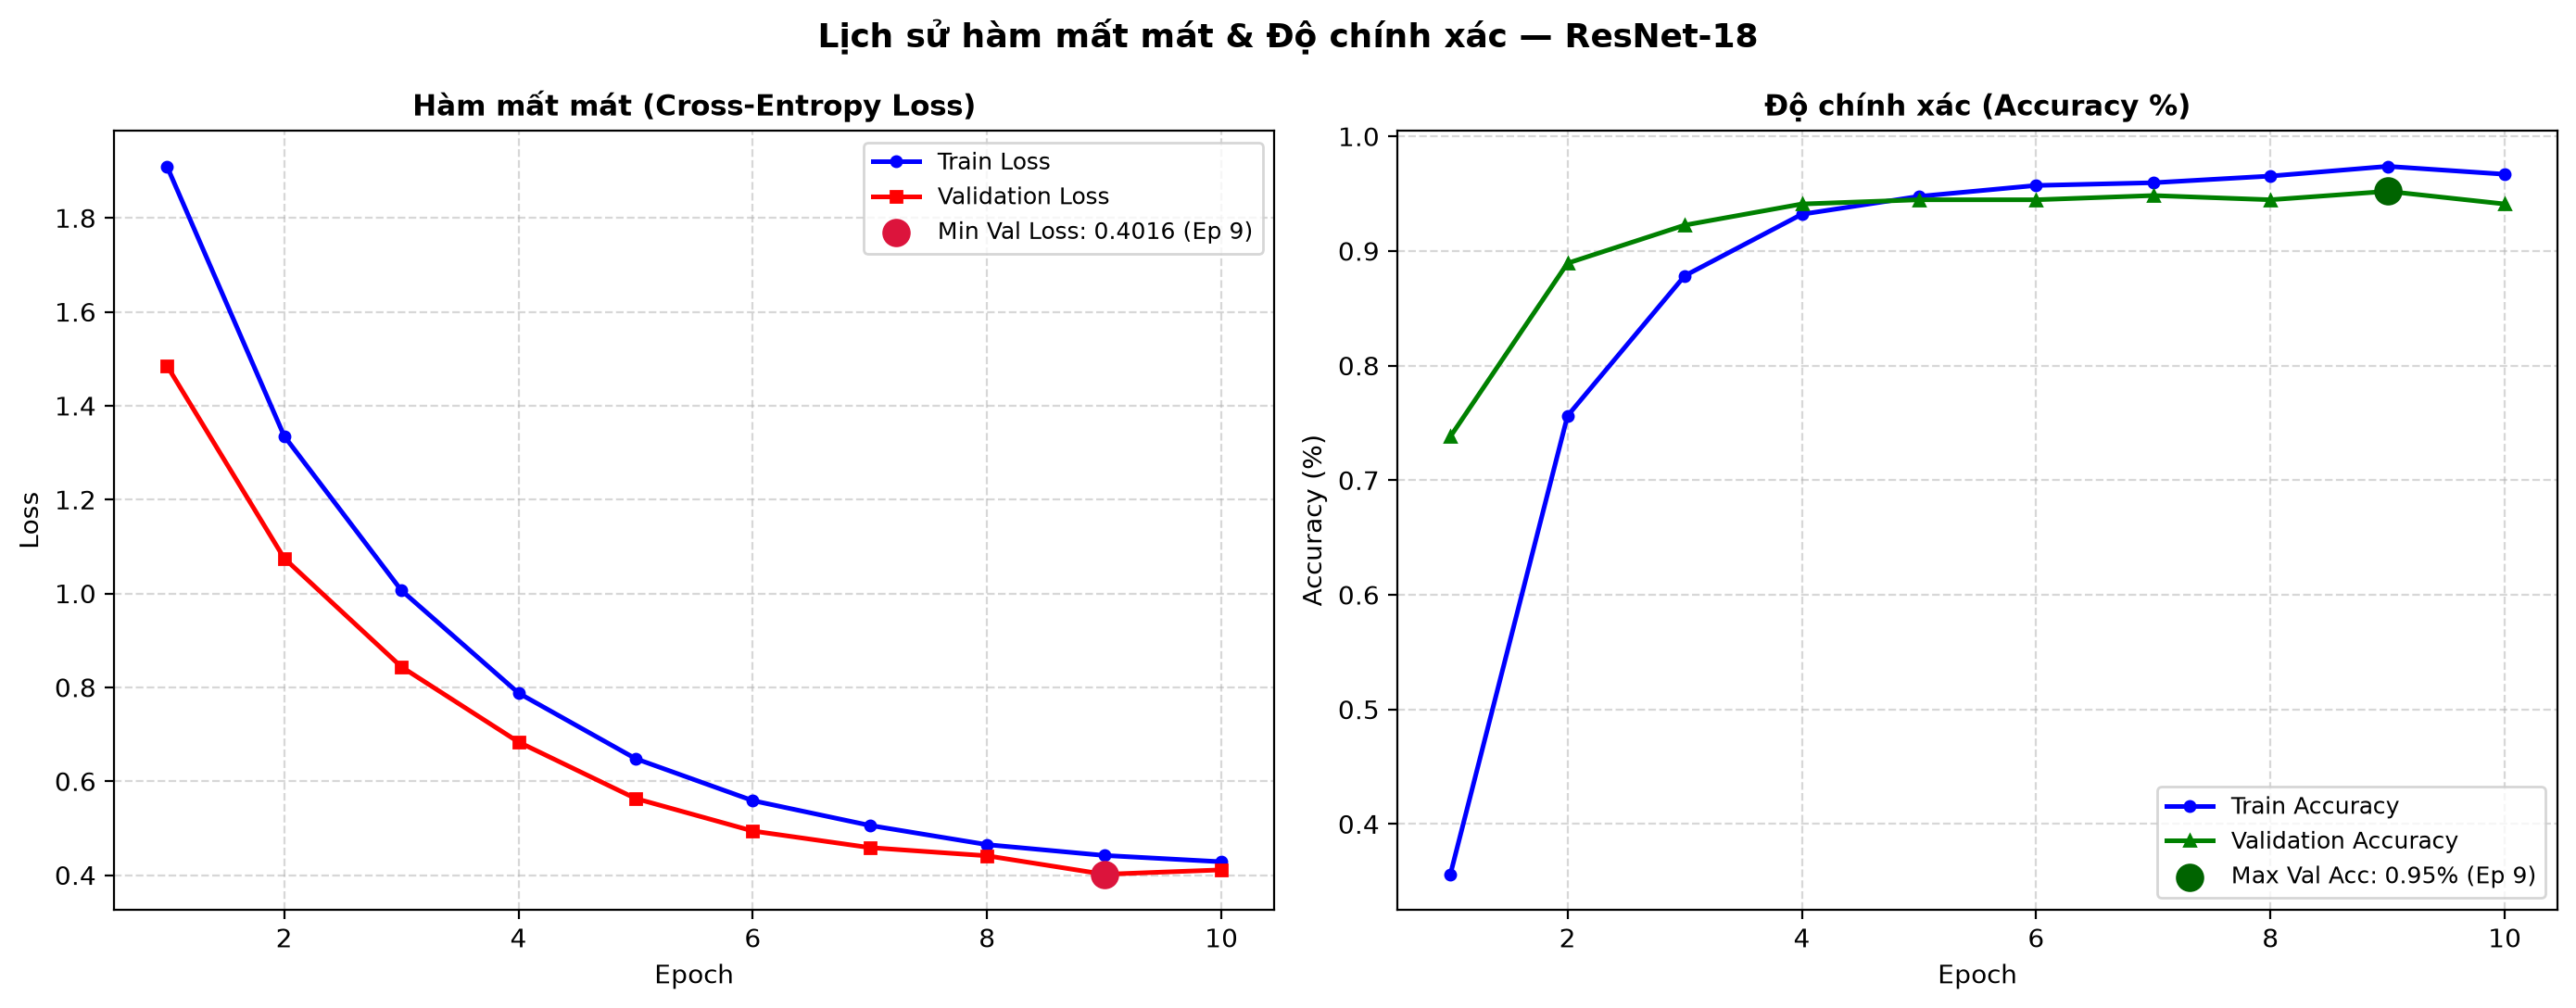 Lịch sử hàm mất mát & Độ chính xác — ResNet-18
Hàm mất mát (Cross-Entropy Loss)
Train Loss
Validation Loss
Min Val Loss: 0.4016 (Ep 9)
1.8
1.6
1.4
1.2
1.0
0.8
0.6
0.4
Loss
2
4
6
8
10
Epoch
Độ chính xác (Accuracy %)
1.0
0.9
0.8
0.7
0.6
0.5
0.4
Accuracy (%)
Train Accuracy
Validation Accuracy
Max Val Acc: 0.95% (Ep 9)
2
4
6
8
10
Epoch